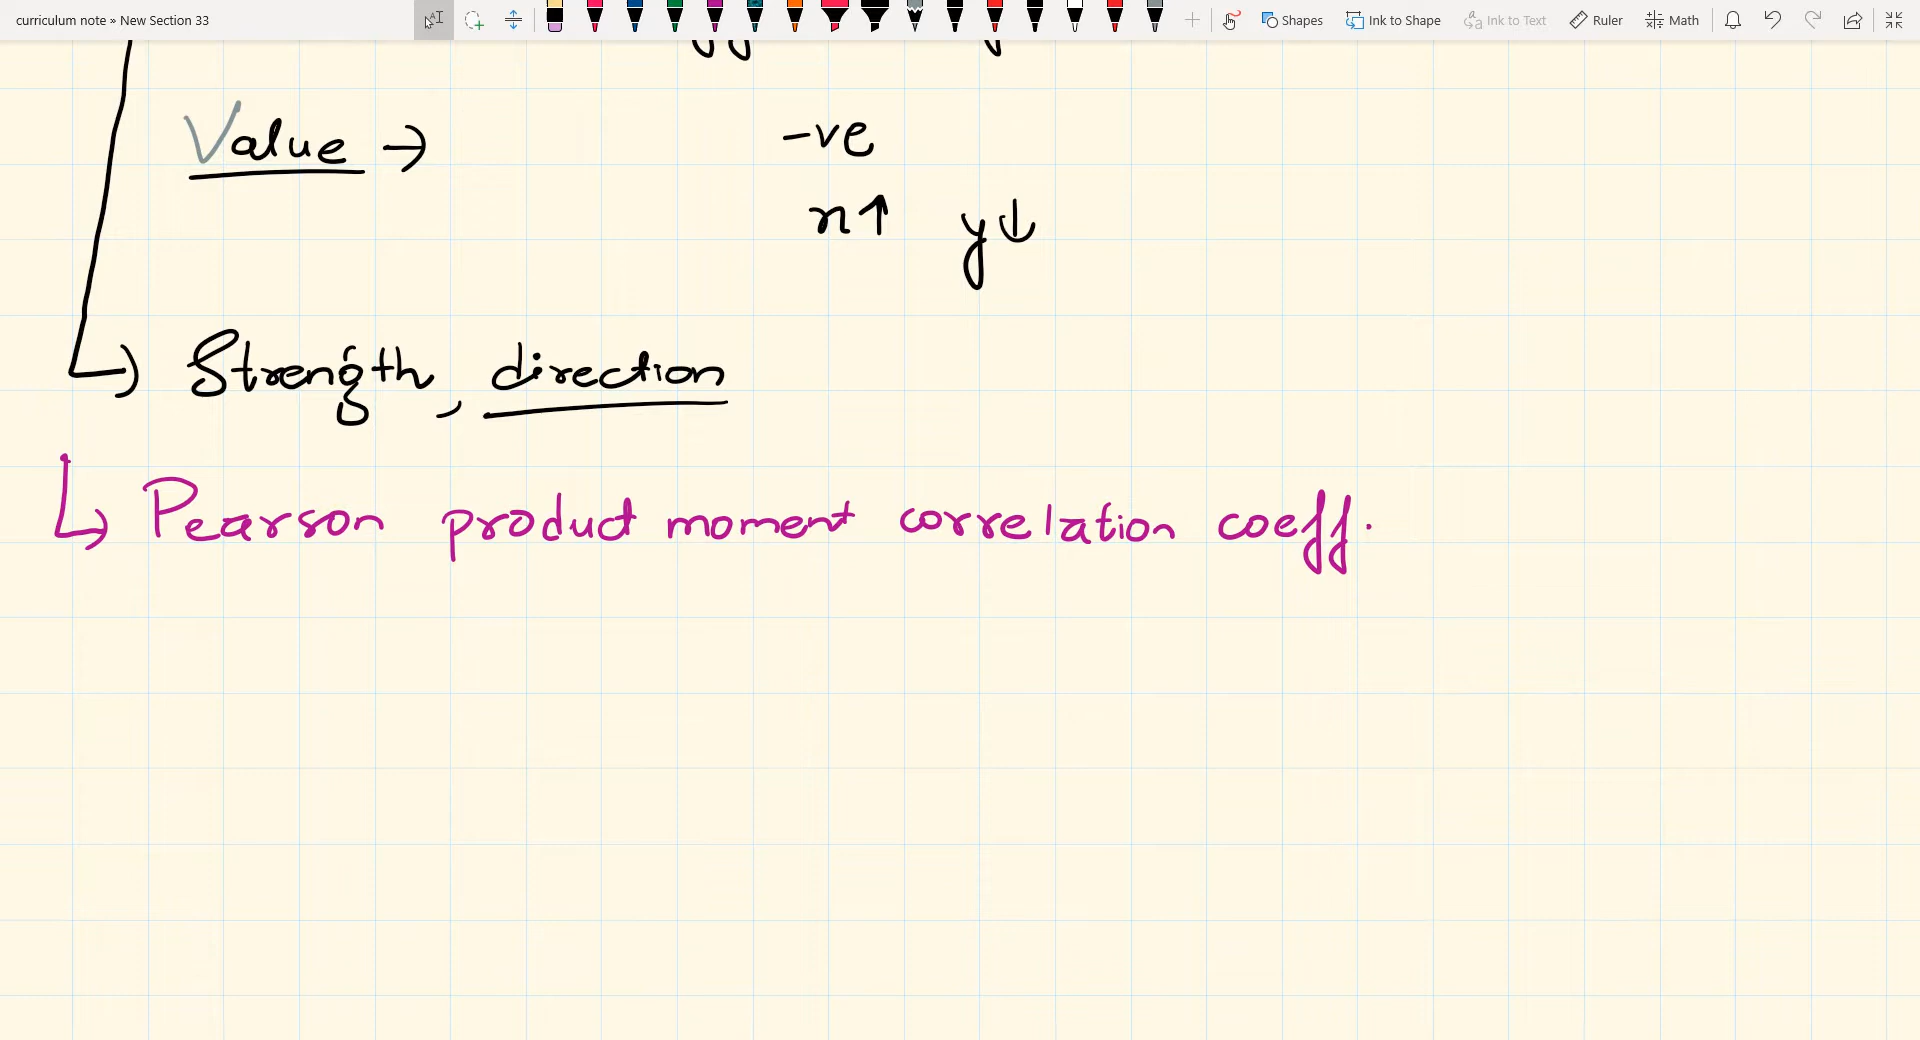 curriculum note » New Section 33
Shapes Ink to Shape Ink to Text Ruler Math
Value → -ve
x↑ y↓
Strength, direction
Pearson product moment correlation coeff.